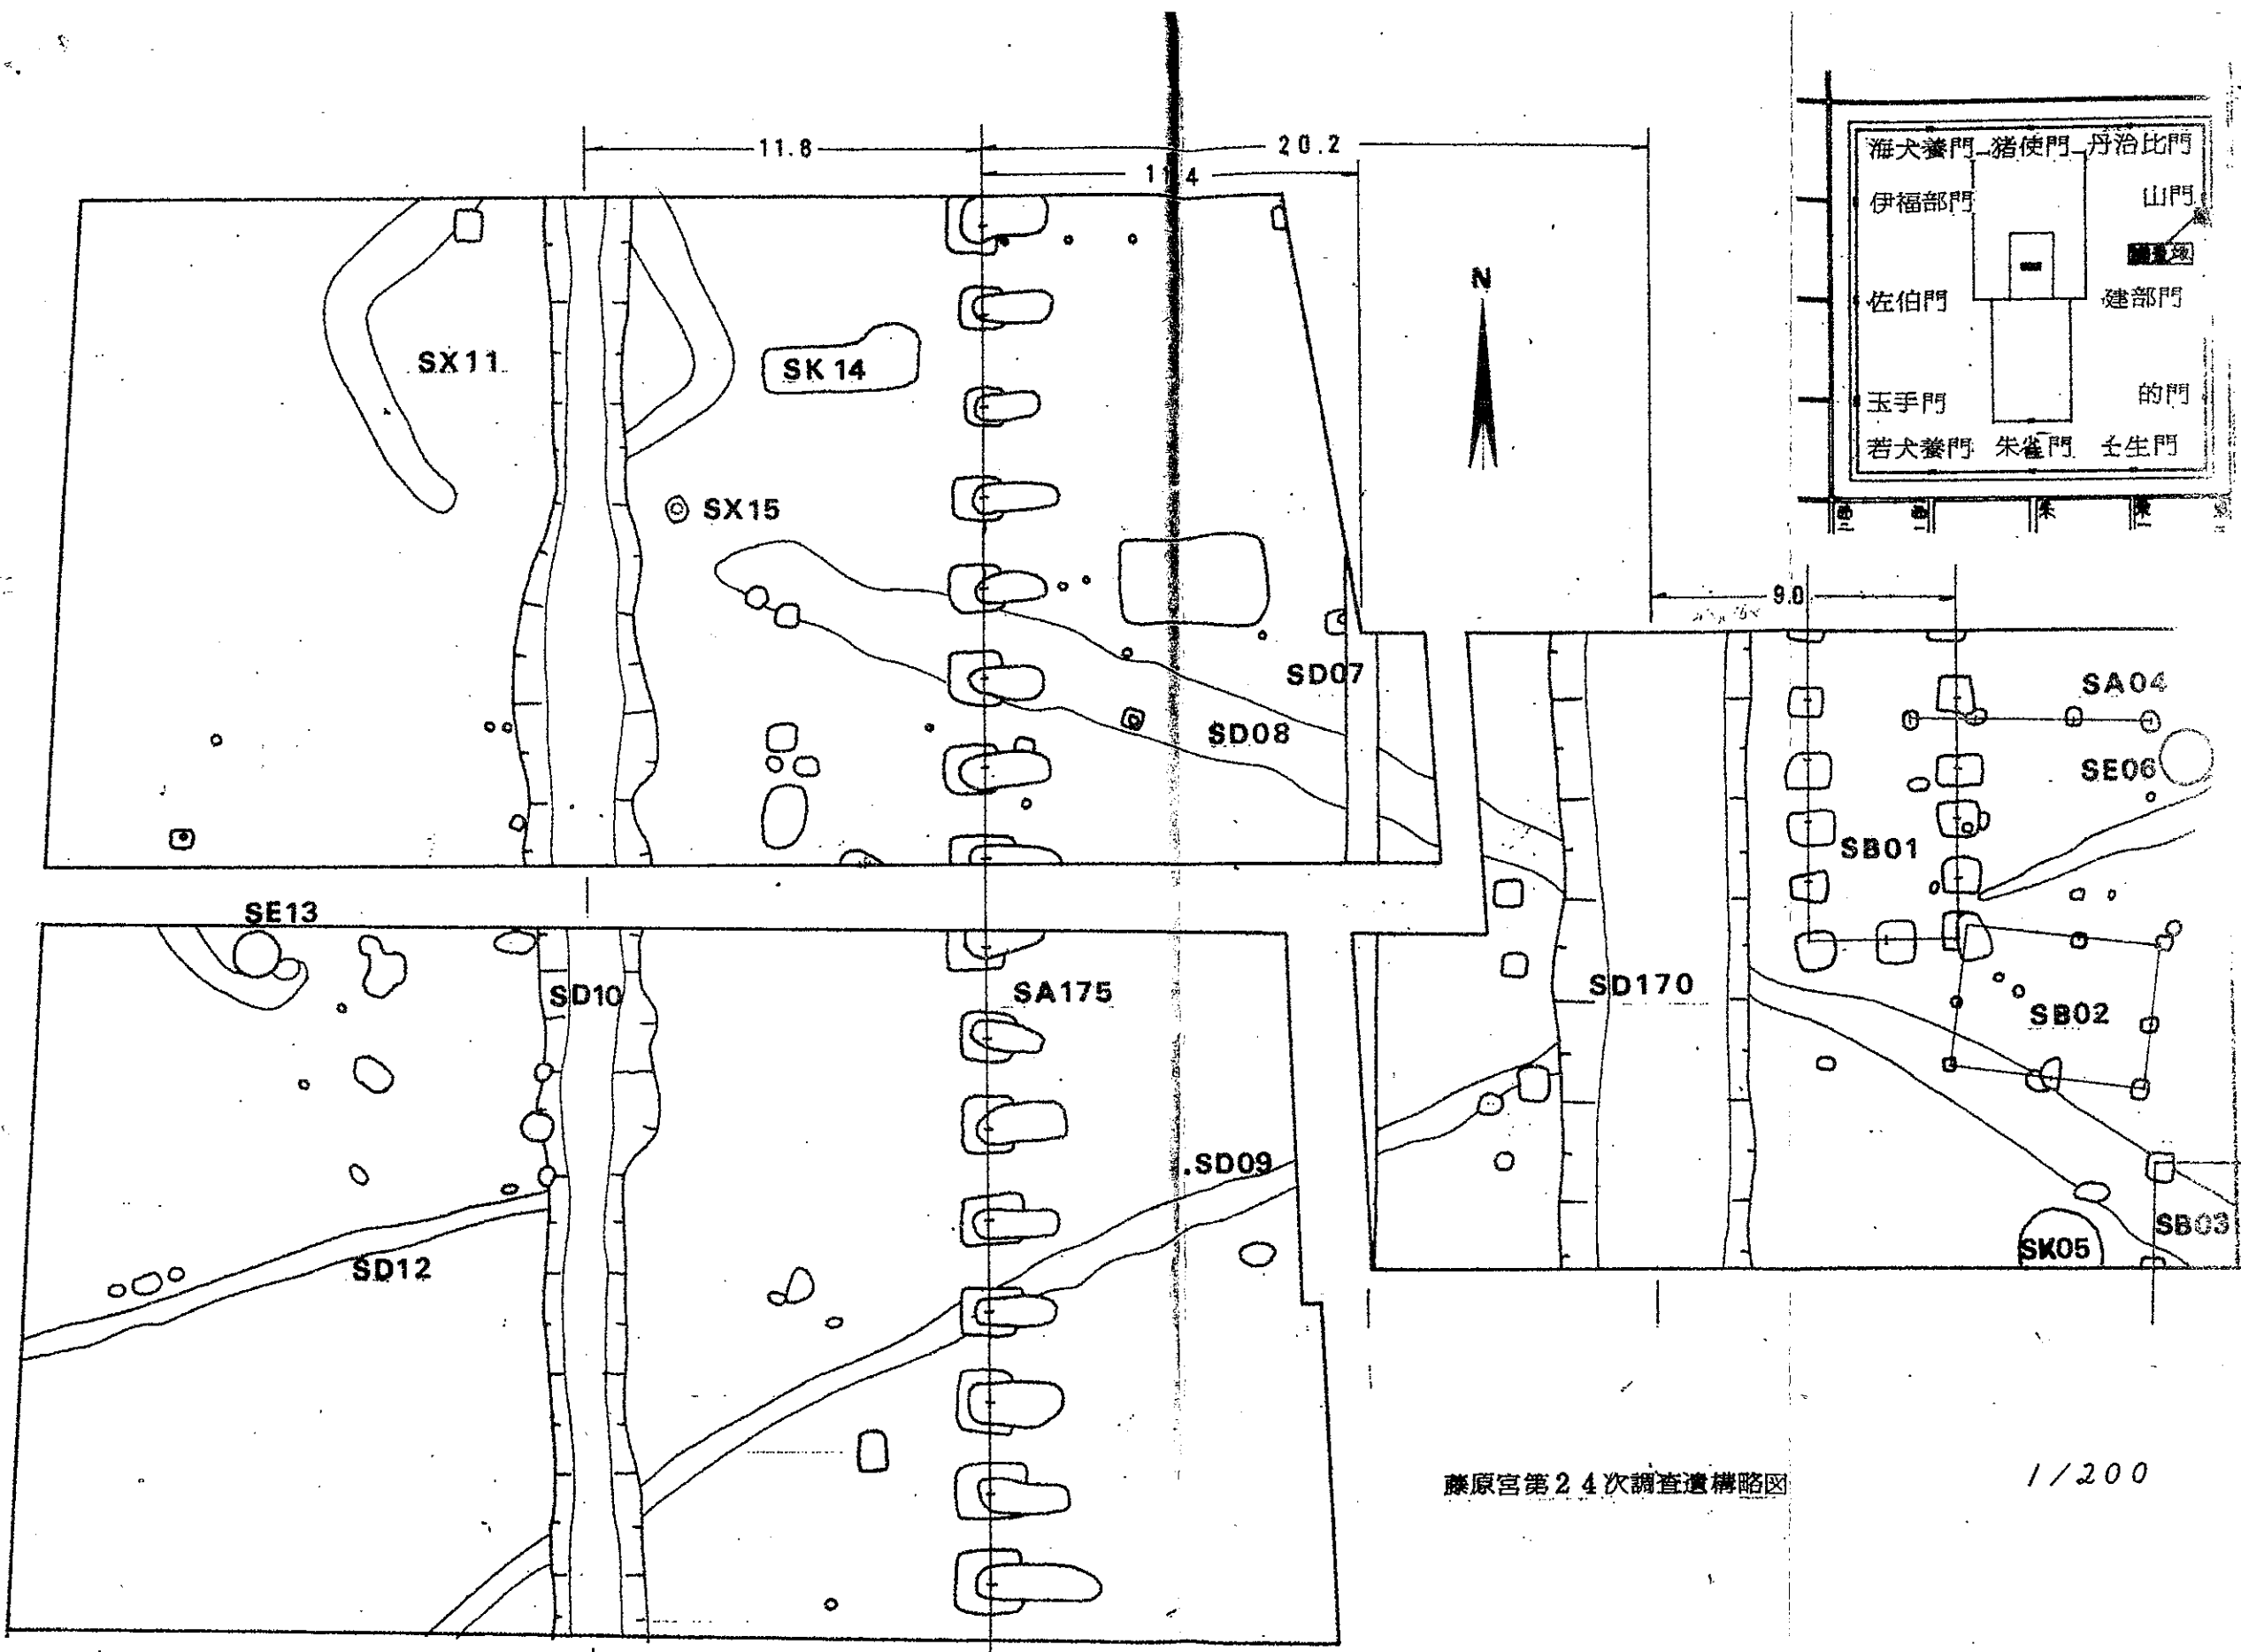 11.8
20.2
11.4
海犬養門 猪使門 丹治比門
伊福部門
山門
佐伯門
建部門
玉手門
的門
若犬養門 朱雀門 壬生門
N
SX11
SK 14
SX15
9.0
SD07
SA04
SD08
SE06
SB01
SE13
SD10
SA175
SD170
SB02
.SD09
SD12
SB03
SK05
藤原宮第24次調査遺構略図
1/200